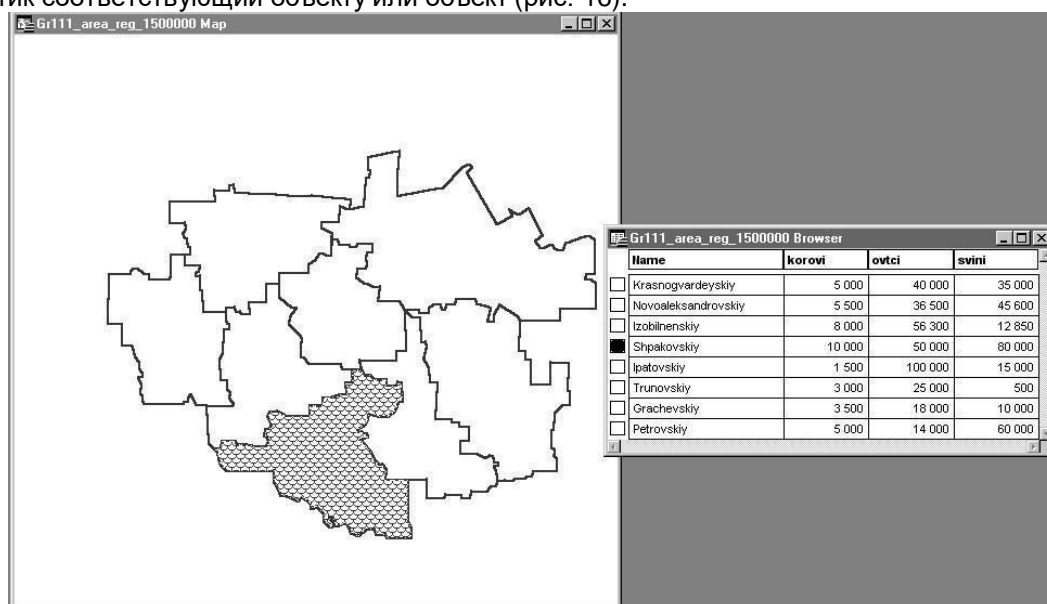 тик соответствующий объекту или объект (рис. 16).
Gr111_area_reg_1500000 Map
Gr111_area_reg_1500000 Browser
Name korovi ovtci svini
Krasnogvardeyskiy 5 000 40 000 35 000
Novoaleksandrovskiy 5 500 36 500 45 600
Izobilnenskiy 8 000 56 300 12 850
Shpakovskiy 10 000 50 000 80 000
Ipatovskiy 1 500 100 000 15 000
Trunovskiy 3 000 25 000 500
Grachevskiy 3 500 18 000 10 000
Petrovskiy 5 000 14 000 60 000